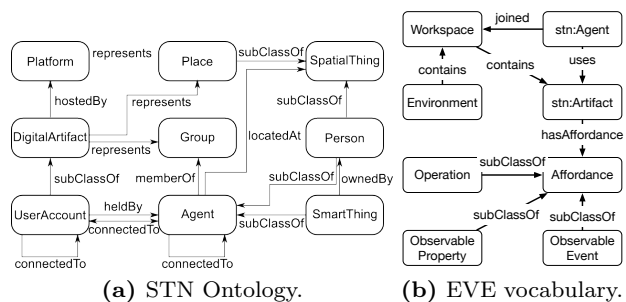 Platform
represents
Place
subClassOf
SpatialThing
hostedBy
represents
subClassOf
DigitalArtifact
represents
Group
locatedAt
Person
subClassOf
memberOf
subClassOf
ownedBy
UserAccount
heldBy
connectedTo
Agent
subClassOf
SmartThing
connectedTo
connectedTo
(a) STN Ontology.
Workspace
joined
stn:Agent
contains
contains
uses
Environment
stn:Artifact
hasAffordance
Operation
subClassOf
Affordance
subClassOf
subClassOf
Observable
Property
Observable
Event
(b) EVE vocabulary.